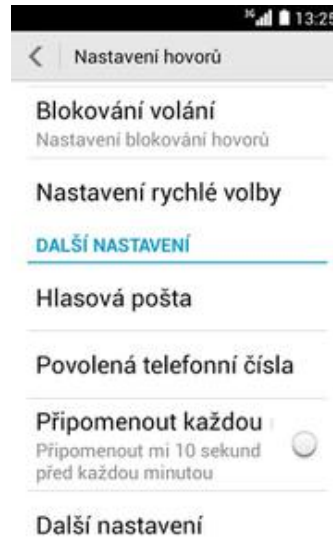 3G 13:25
Nastavení hovorů
Blokování volání
Nastavení blokování hovorů
Nastavení rychlé volby
DALŠÍ NASTAVENÍ
Hlasová pošta
Povolená telefonní čísla
Připomenout každou
Připomenout mi 10 sekund
před každou minutou
Další nastavení